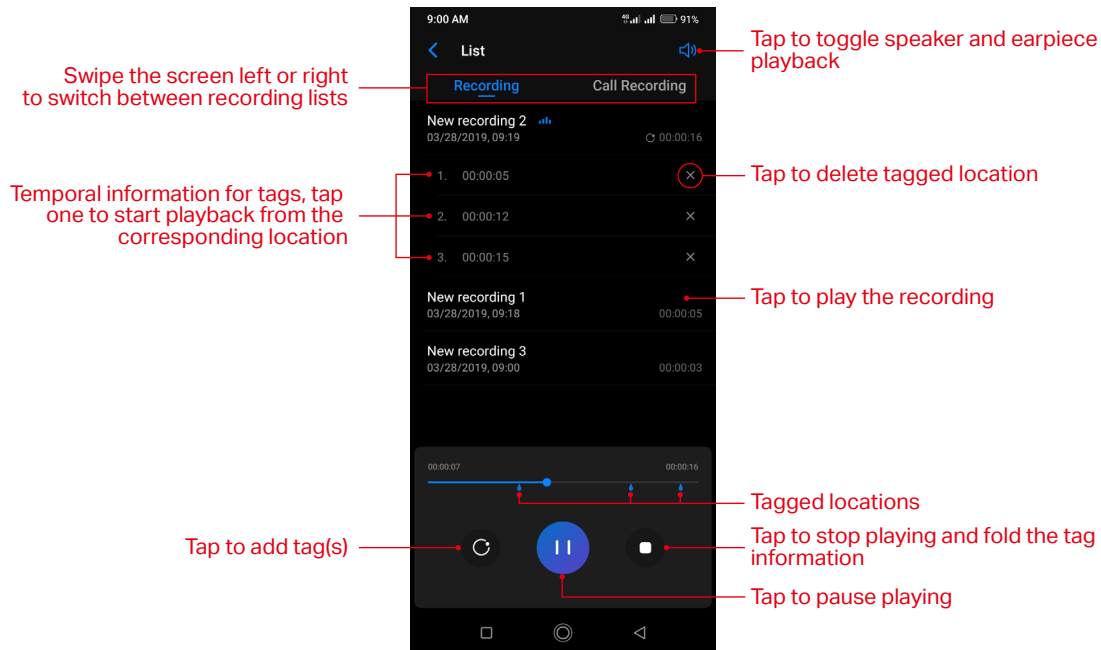 9:00 AM
4G
91%
List
Tap to toggle speaker and earpiece
playback
Swipe the screen left or right
to switch between recording lists
Recording
Call Recording
New recording 2
03/28/2019, 09:19
00:00:16
Temporal information for tags, tap
one to start playback from the
corresponding location
1. 00:00:05
Tap to delete tagged location
2. 00:00:12
3. 00:00:15
New recording 1
03/28/2019, 09:18
00:00:05
Tap to play the recording
New recording 3
03/28/2019, 09:00
00:00:03
00:00:07
00:00:16
Tagged locations
Tap to add tag(s)
Tap to stop playing and fold the tag
information
Tap to pause playing